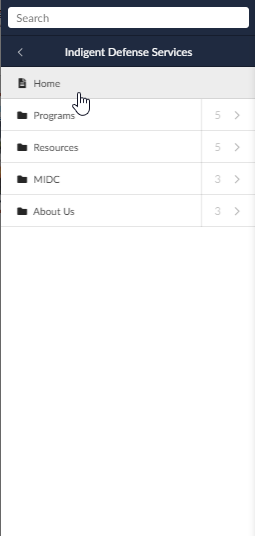 Search
Indigent Defense Services
Home
Programs 5
Resources 5
MIDC 3
About Us 3